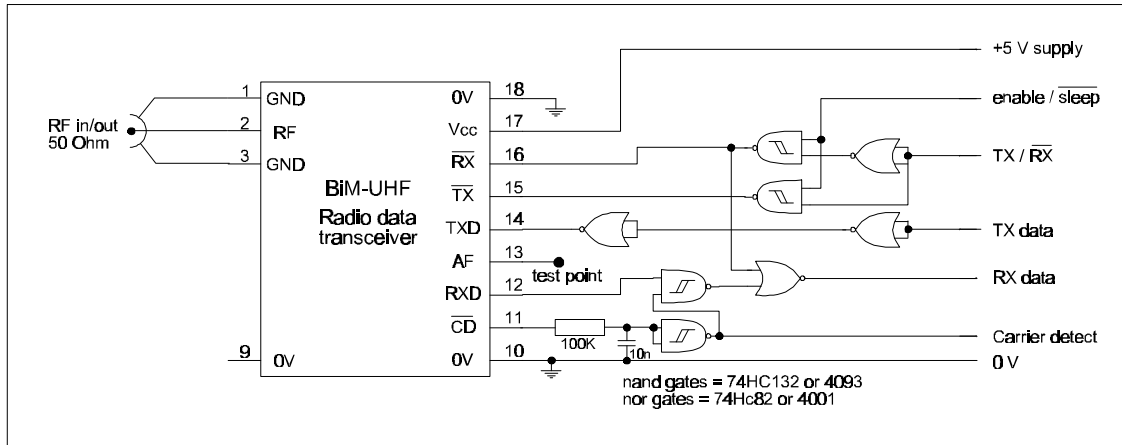 RF in/out
50 Ohm
1
2
3
9
GND
RF
GND
0V
BiM-UHF
Radio data
transceiver
0V
Vcc
RX
TX
TXD
AF
RXD
CD
0V
18
17
16
15
14
13
12
11
10
test point
100K
10n
+5 V supply
enable / sleep
TX / RX
TX data
RX data
Carrier detect
0 V
nand gates = 74HC132 or 4093
nor gates = 74Hc82 or 4001